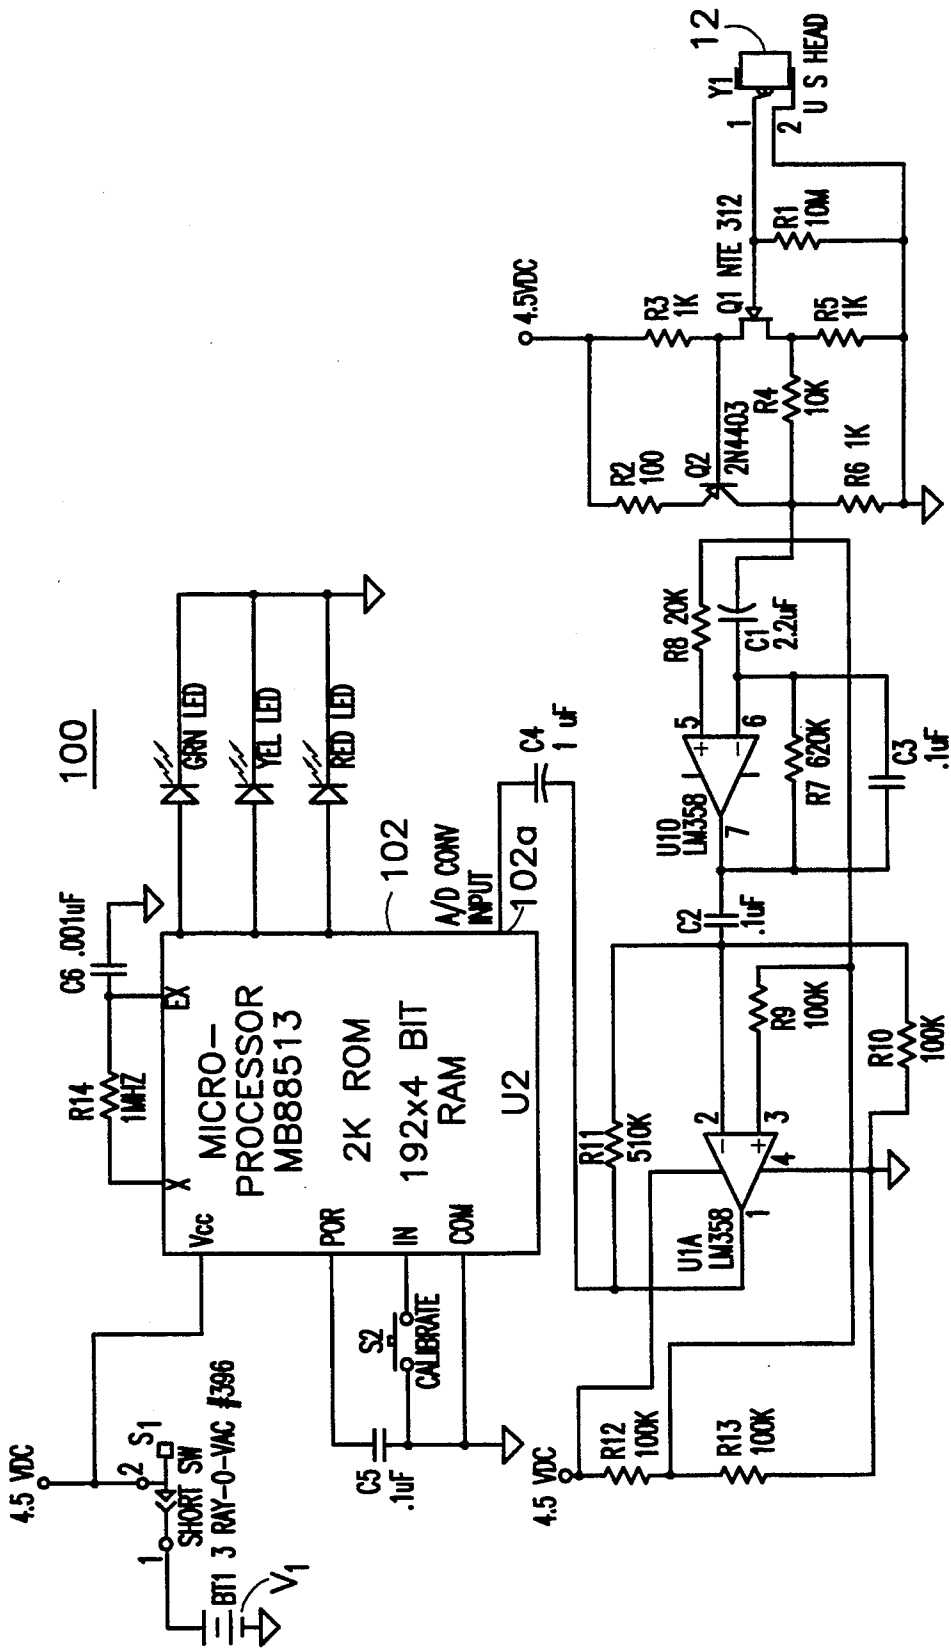 100
4.5 VDC
2
S1
1
SHORT SW
BT1 3 RAY-O-VAC #396
V1
R14
1MHZ
C6 .001uF
X
EX
Vcc
MICRO-
PROCESSOR
MB88513
2K ROM
192x4 BIT
RAM
U2
POR
IN
COM
C5
.1uF
S2
CALIBRATE
GRN LED
YEL LED
RED LED
102
A/D CONV
INPUT
102a
C4
1 uF
4.5 VDC
R12
100K
R13
100K
U1A
LM358
1
2
3
4
−
+
R11
510K
R9
100K
R10
100K
C2
.1uF
U10
LM358
7
5
6
+
−
R8 20K
C1
2.2uF
R7 620K
C3
.1uF
4.5VDC
R2
100
R3
1K
Q2
2N4403
Q1 NTE 312
R4
10K
R5
1K
R6 1K
R1
10M
12
Y1
1
2
U S HEAD